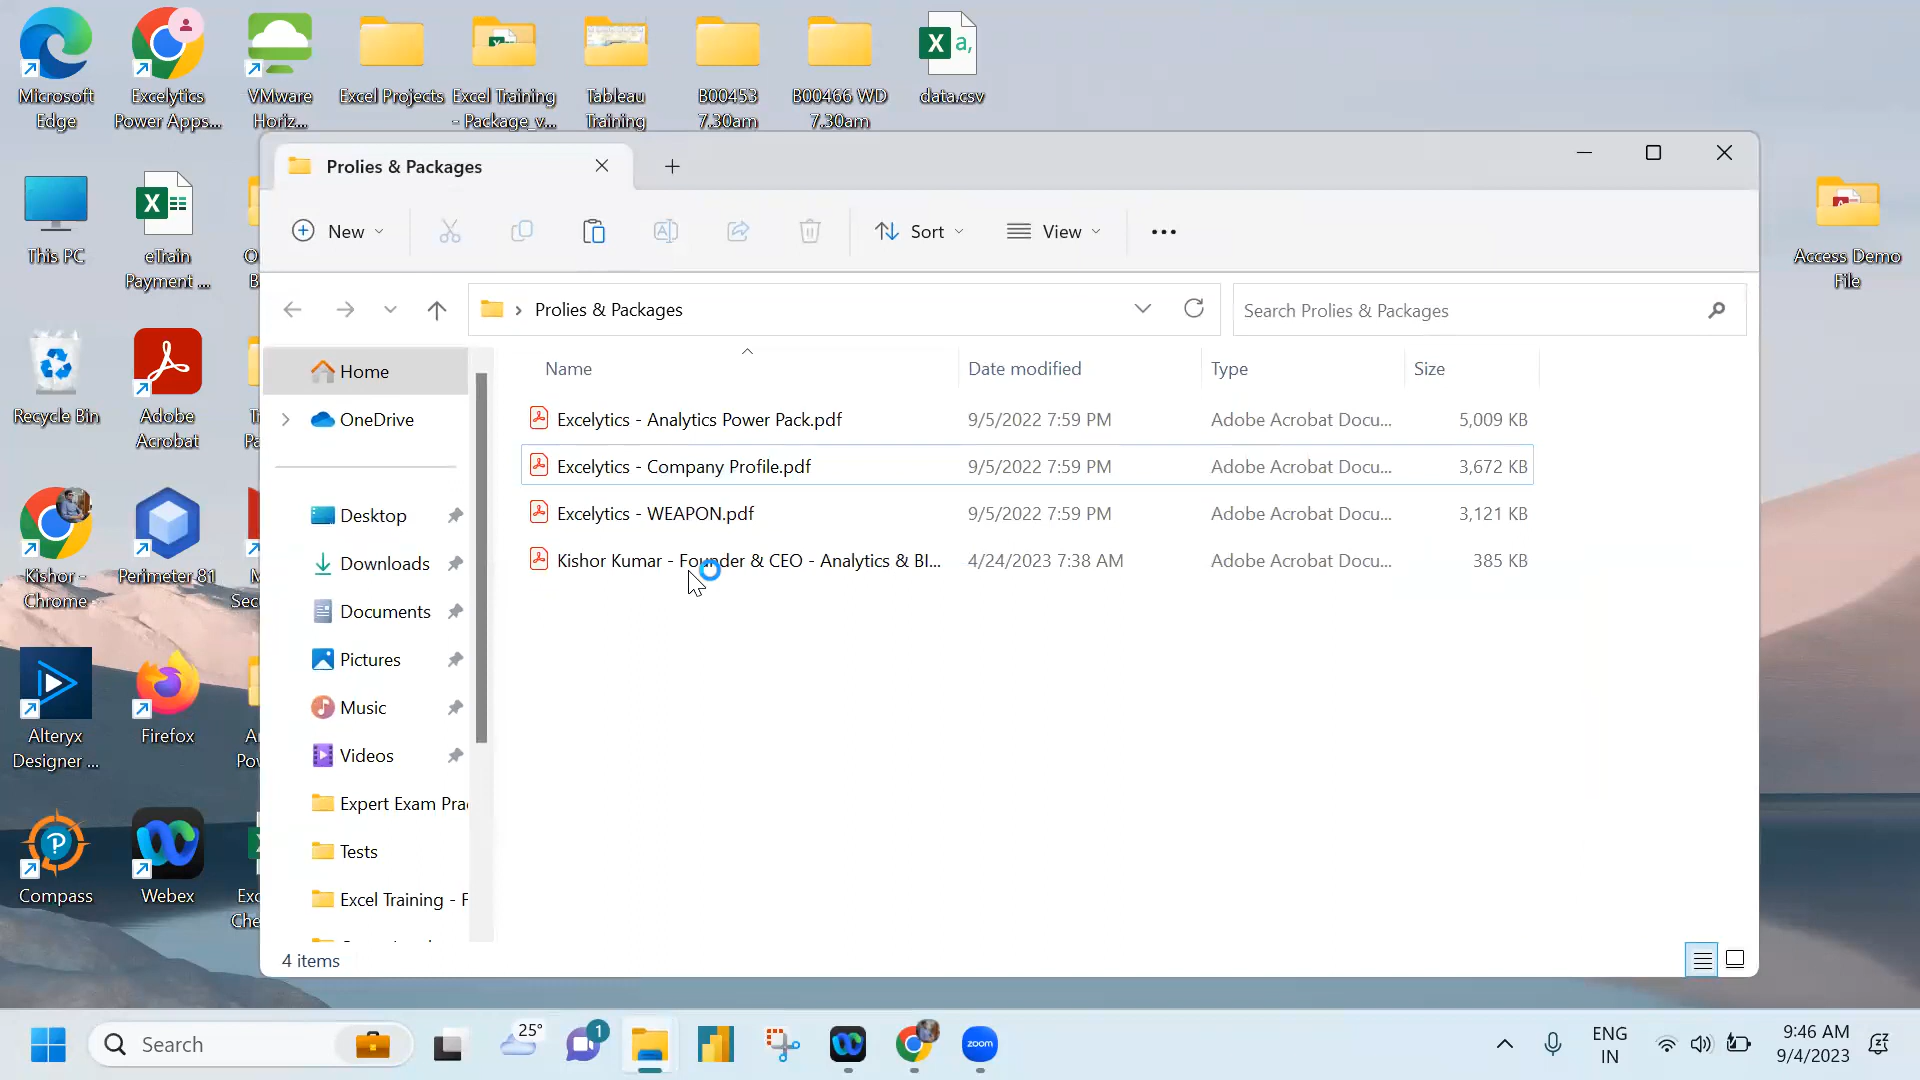 Microsoft
Edge
Excelytics
Power Apps...
VMware
Horiz...
Excel Projects
Excel Training
- Package_v...
Tableau
Training
B00453
7.30am
B00466 WD
7.30am
data.csv
Prolies & Packages
New
Sort
View
This PC
eTrain
Payment ...
Access Demo
File
Prolies & Packages
Search Prolies & Packages
Home
OneDrive
Name
Date modified
Type
Size
Excelytics - Analytics Power Pack.pdf 9/5/2022 7:59 PM Adobe Acrobat Docu... 5,009 KB
Excelytics - Company Profile.pdf 9/5/2022 7:59 PM Adobe Acrobat Docu... 3,672 KB
Excelytics - WEAPON.pdf 9/5/2022 7:59 PM Adobe Acrobat Docu... 3,121 KB
Kishor Kumar - Founder & CEO - Analytics & BI... 4/24/2023 7:38 AM Adobe Acrobat Docu... 385 KB
Recycle Bin
Adobe
Acrobat
Desktop
Downloads
Documents
Pictures
Music
Videos
Expert Exam Pra
Tests
Excel Training - F
Kishor -
Chrome
Perimeter 81
Alteryx
Designer ...
Firefox
Compass
Webex
4 items
Search
25°
1
zoom
ENG
IN
9:46 AM
9/4/2023